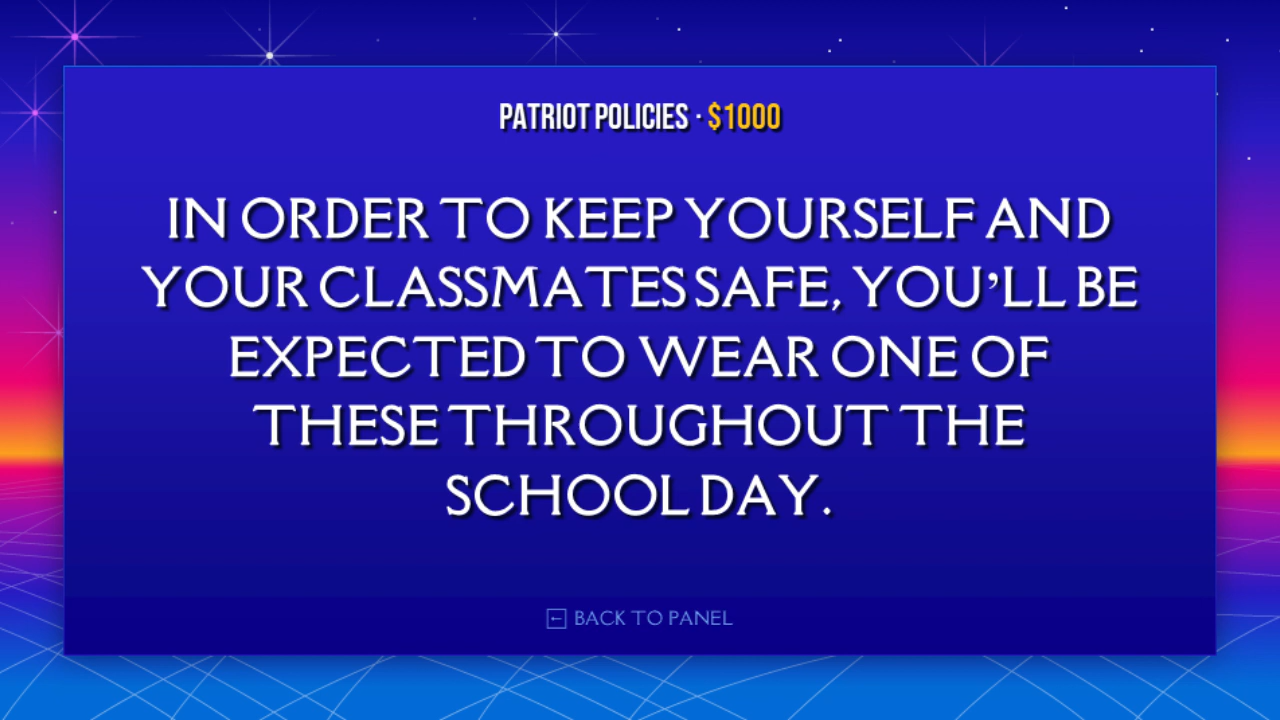 PATRIOT POLICIES · $1000
IN ORDER TO KEEP YOURSELF AND
YOUR CLASSMATES SAFE, YOU’LL BE
EXPECTED TO WEAR ONE OF
THESE THROUGHOUT THE
SCHOOL DAY.
← BACK TO PANEL